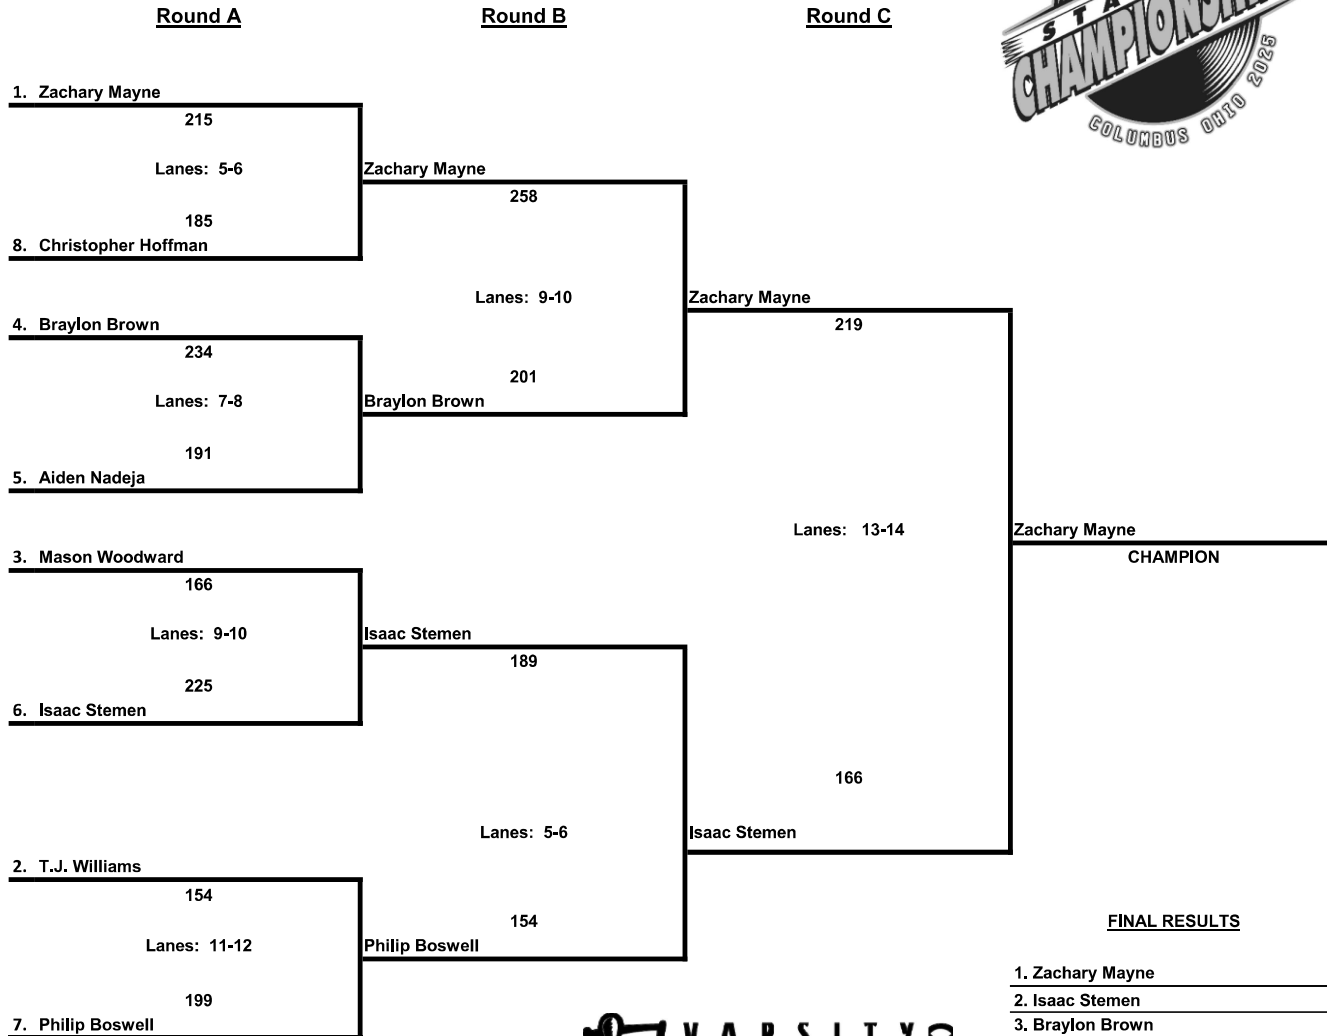 Round A
Round B
Round C
CHAMPIONSHIP
COLUMBUS OHIO 2025
1. Zachary Mayne
215
Lanes: 5-6
185
8. Christopher Hoffman
Zachary Mayne
258
Lanes: 9-10
201
Braylon Brown
4. Braylon Brown
234
Lanes: 7-8
191
5. Aiden Nadeja
Zachary Mayne
219
Lanes: 13-14
166
Isaac Stemen
Zachary Mayne
CHAMPION
3. Mason Woodward
166
Lanes: 9-10
225
6. Isaac Stemen
Isaac Stemen
189
Lanes: 5-6
154
Philip Boswell
2. T.J. Williams
154
Lanes: 11-12
199
7. Philip Boswell
VARSITY
FINAL RESULTS
1. Zachary Mayne
2. Isaac Stemen
3. Braylon Brown